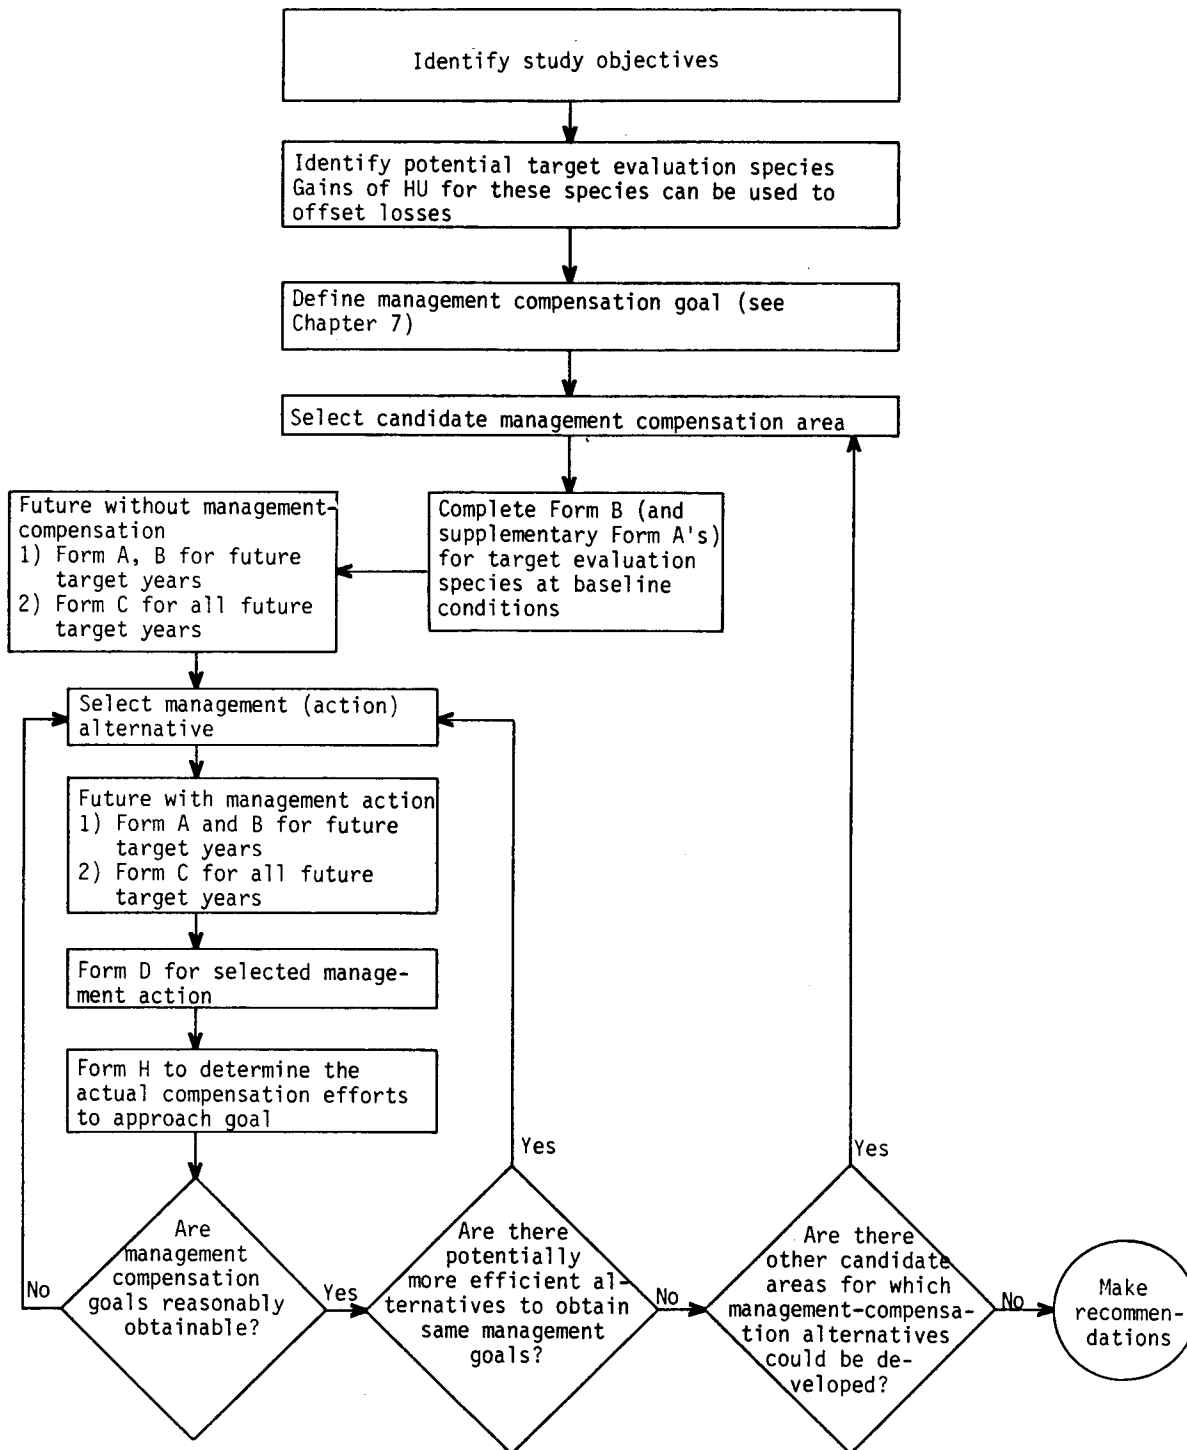 Identify study objectives
Identify potential target evaluation species
Gains of HU for these species can be used to
offset losses
Define management compensation goal (see
Chapter 7)
Select candidate management compensation area
Complete Form B (and
supplementary Form A's)
for target evaluation
species at baseline
conditions
Future without management-
compensation
1) Form A, B for future
target years
2) Form C for all future
target years
Select management (action)
alternative
Future with management action
1) Form A and B for future
target years
2) Form C for all future
target years
Form D for selected manage-
ment action
Form H to determine the
actual compensation efforts
to approach goal
Are
management
compensation
goals reasonably
obtainable?
No
Yes
Are there
potentially
more efficient al-
ternatives to obtain
same management
goals?
Yes
No
Are there
other candidate
areas for which
management-compensa-
tion alternatives
could be de-
veloped?
Yes
No
Make
recommen-
dations